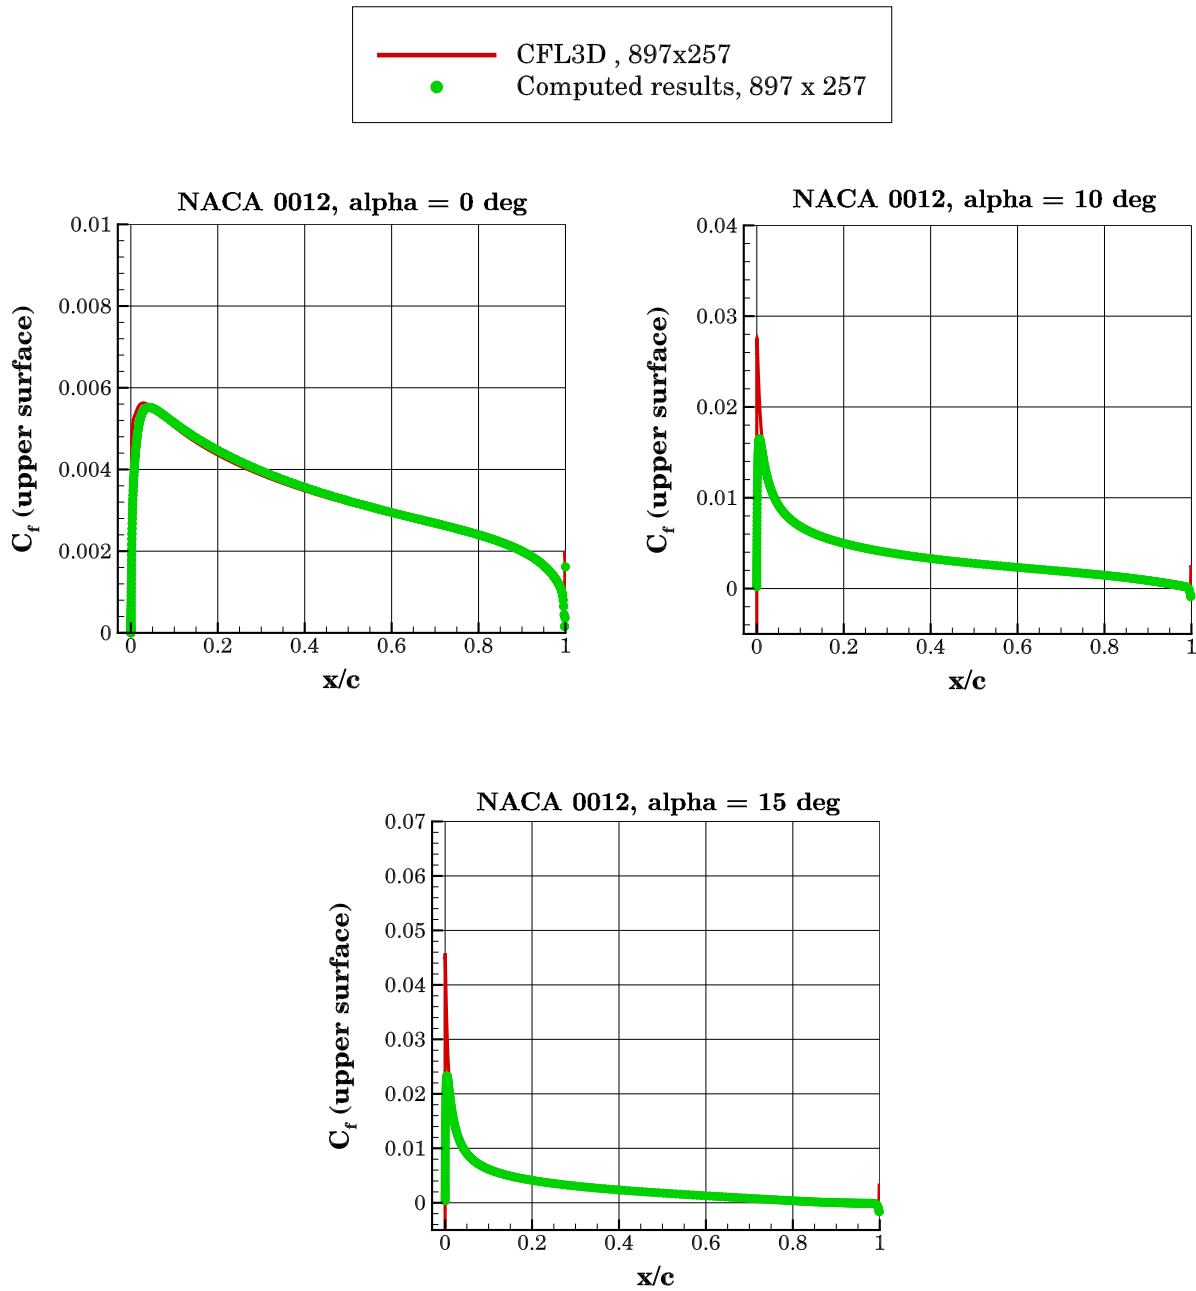 CFL3D , 897x257
Computed results, 897 x 257
NACA 0012, alpha = 0 deg
0.01
0.008
0.006
0.004
0.002
0
C_f (upper surface)
0 0.2 0.4 0.6 0.8 1
x/c
NACA 0012, alpha = 10 deg
0.04
0.03
0.02
0.01
0
C_f (upper surface)
0 0.2 0.4 0.6 0.8 1
x/c
NACA 0012, alpha = 15 deg
0.07
0.06
0.05
0.04
0.03
0.02
0.01
0
C_f (upper surface)
0 0.2 0.4 0.6 0.8 1
x/c